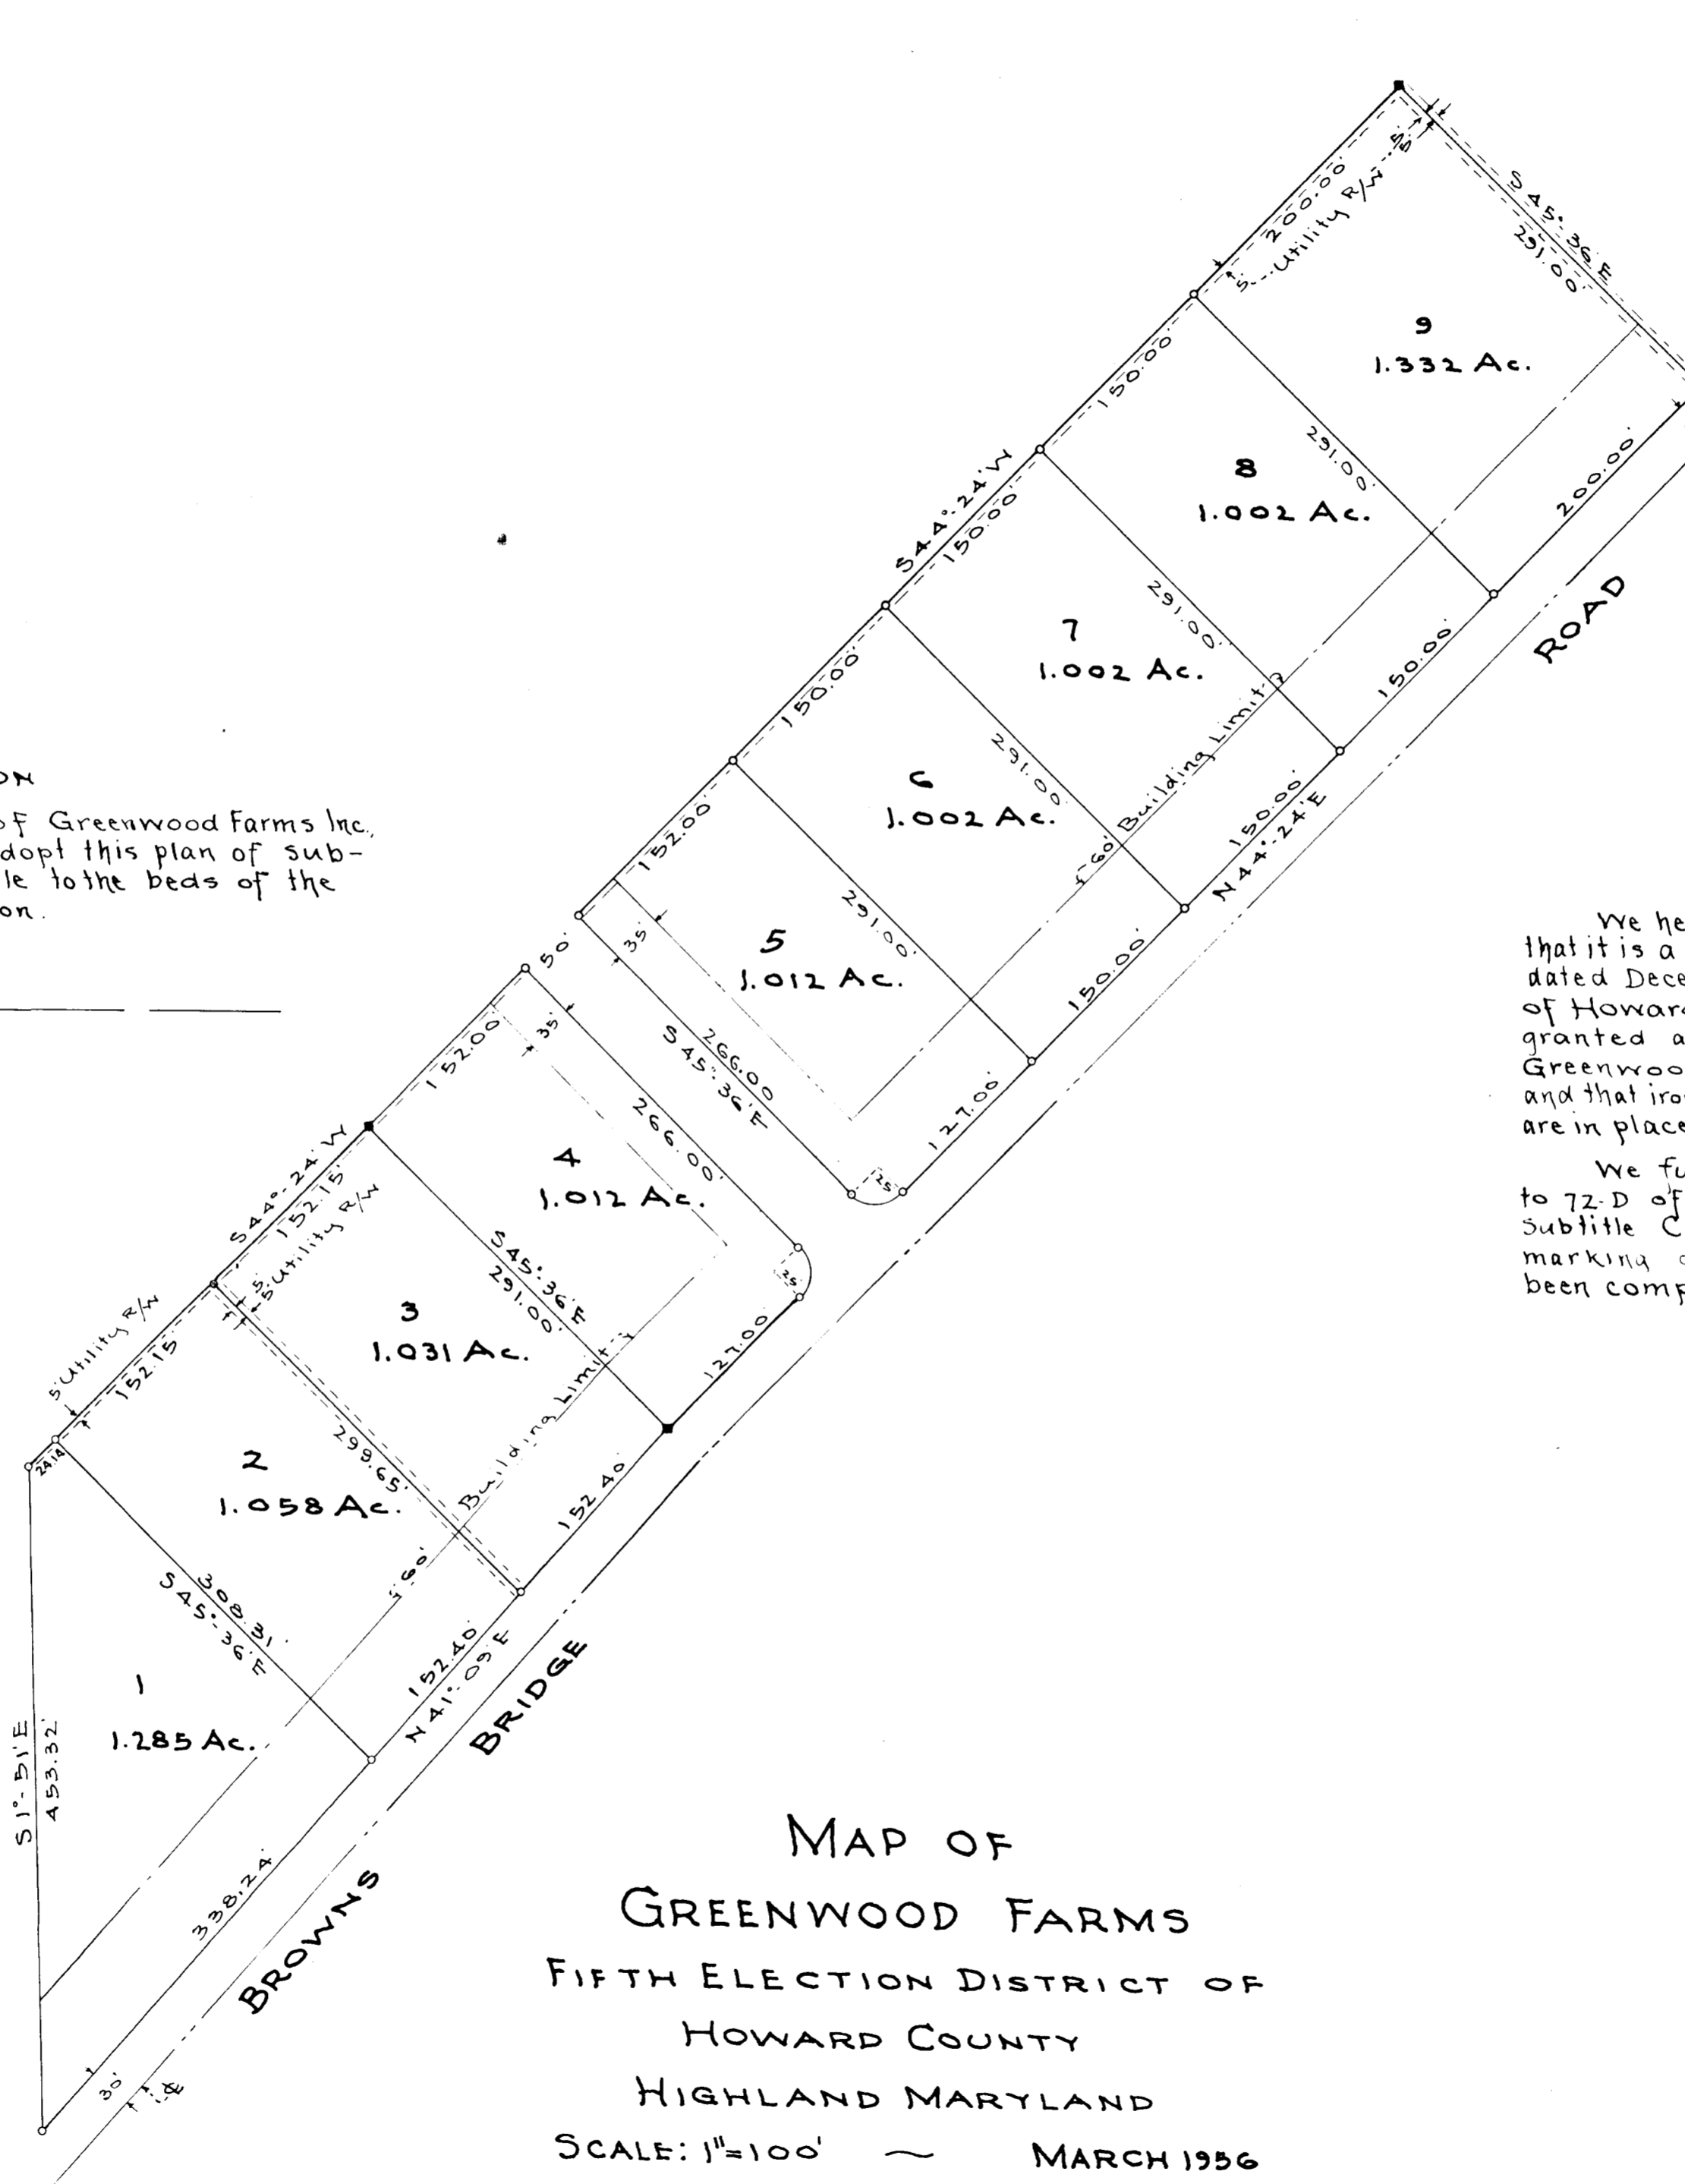 S 45°-36' E
291.00'
200.00'
5' Utility R/W
5'
5'
9
1.332 Ac.
200.00'
150.00'
291.00'
8
1.002 Ac.
150.00'
ROAD
S 44°-24' W
150.00'
291.00'
7
1.002 Ac.
150.00'
N 44°-24' E
150.00'
291.00'
6
1.002 Ac.
60' Building Limit
150.00'
152.00'
291.00'
5
1.012 Ac.
35'
266.00
S 45°-36' E
127.00'
25'
50'
152.00'
35'
266.00'
4
1.012 Ac.
25'
127.00
S 44°-24' W
152.15'
5' Utility R/W
5'
S 45°-36' E
291.00'
3
1.031 Ac.
60' Building Limit
152.40
5' Utility R/W
152.15'
299.65'
2
1.058 Ac.
152.40'
N 41°-09' E
24.14
308.31'
S 45°-36' E
1
1.285 Ac.
S 1°-51' E
453.32'
338.24'
30'
℄
BROWNS
BRIDGE
ON
of Greenwood Farms Inc.,
dopt this plan of sub-
le to the beds of the
on.
We he
that it is a
dated Dece
of Howar
granted a
Greenwoo
and that iro
are in place
We fu
to 72-D of
Subtitle C
marking
been comp
MAP OF
GREENWOOD FARMS
FIFTH ELECTION DISTRICT OF
HOWARD COUNTY
HIGHLAND MARYLAND
SCALE: 1"=100' ~ MARCH 1956